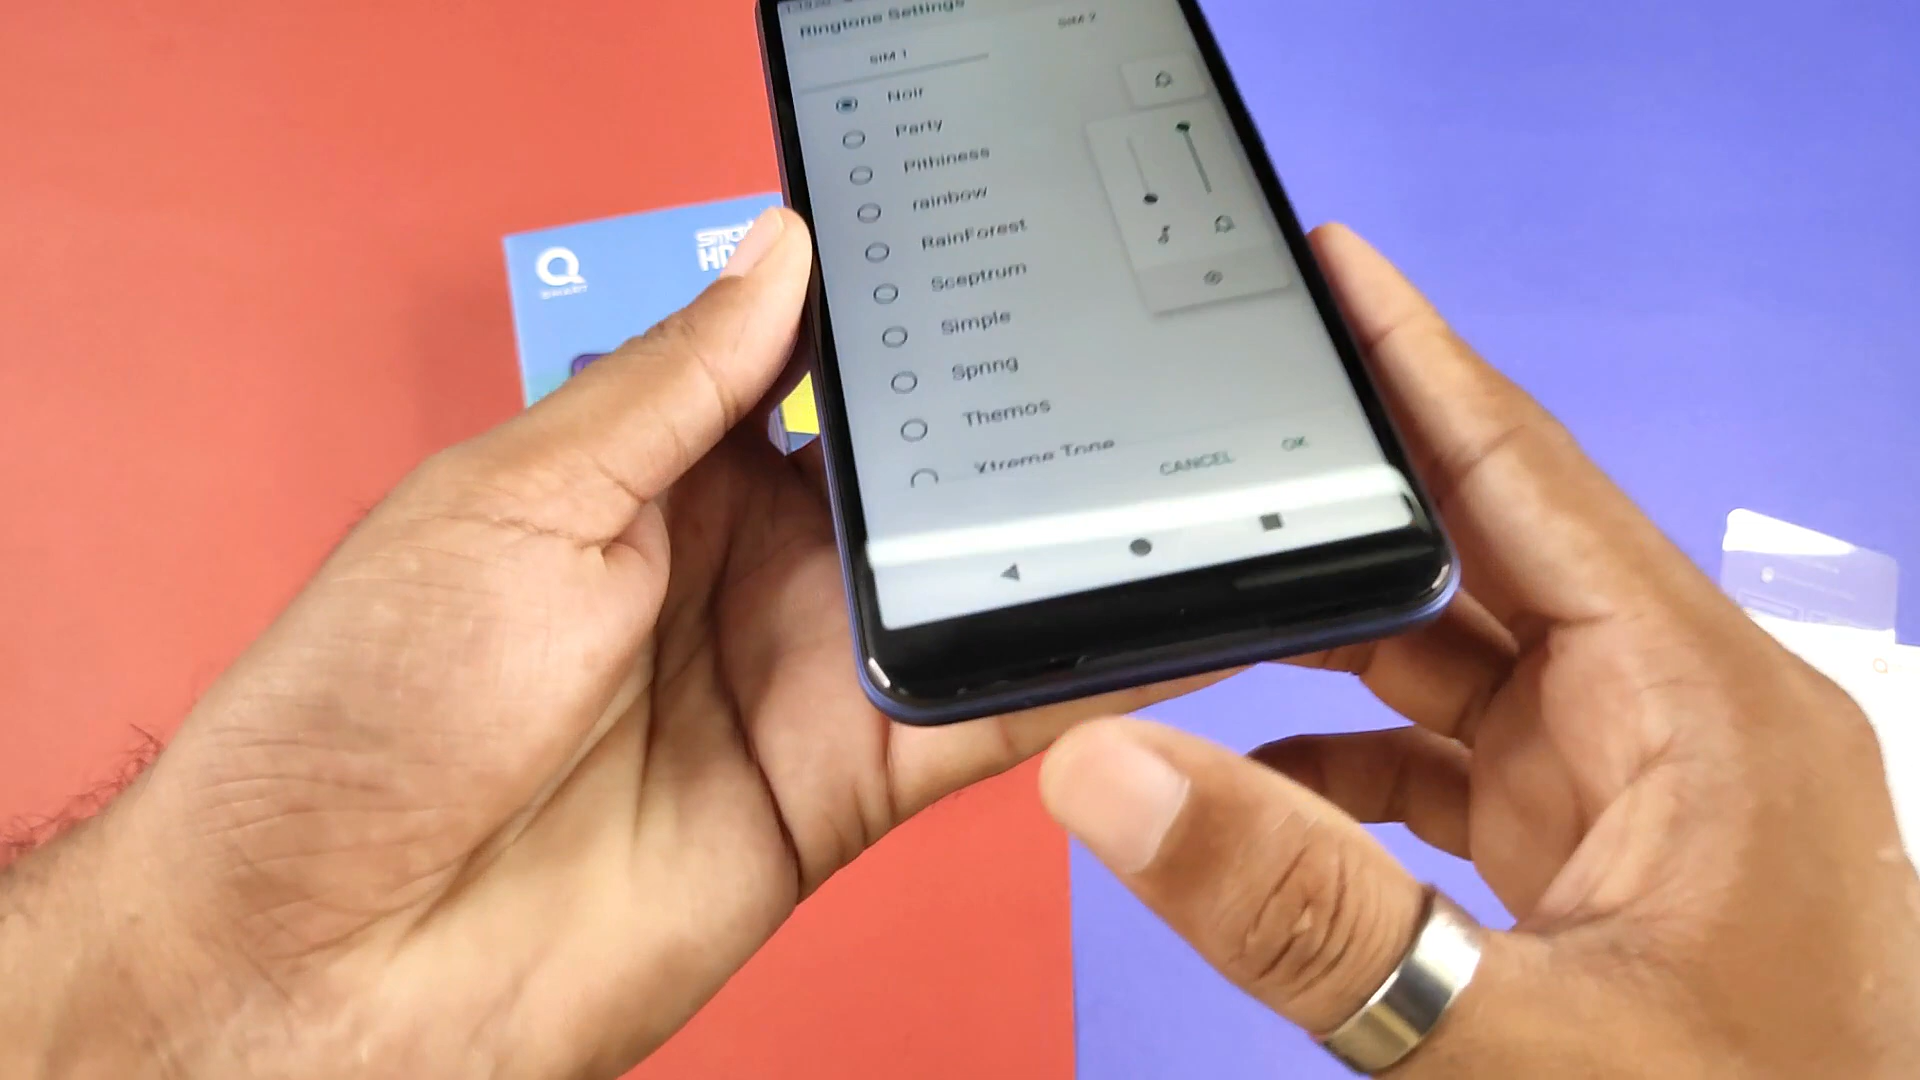 Ringtone Settings
SIM 1
SIM 2
Noir
Party
Pithiness
rainbow
RainForest
Sceptrum
Simple
Spring
Themos
Xtreme Tone
CANCEL
OK
Q
HD